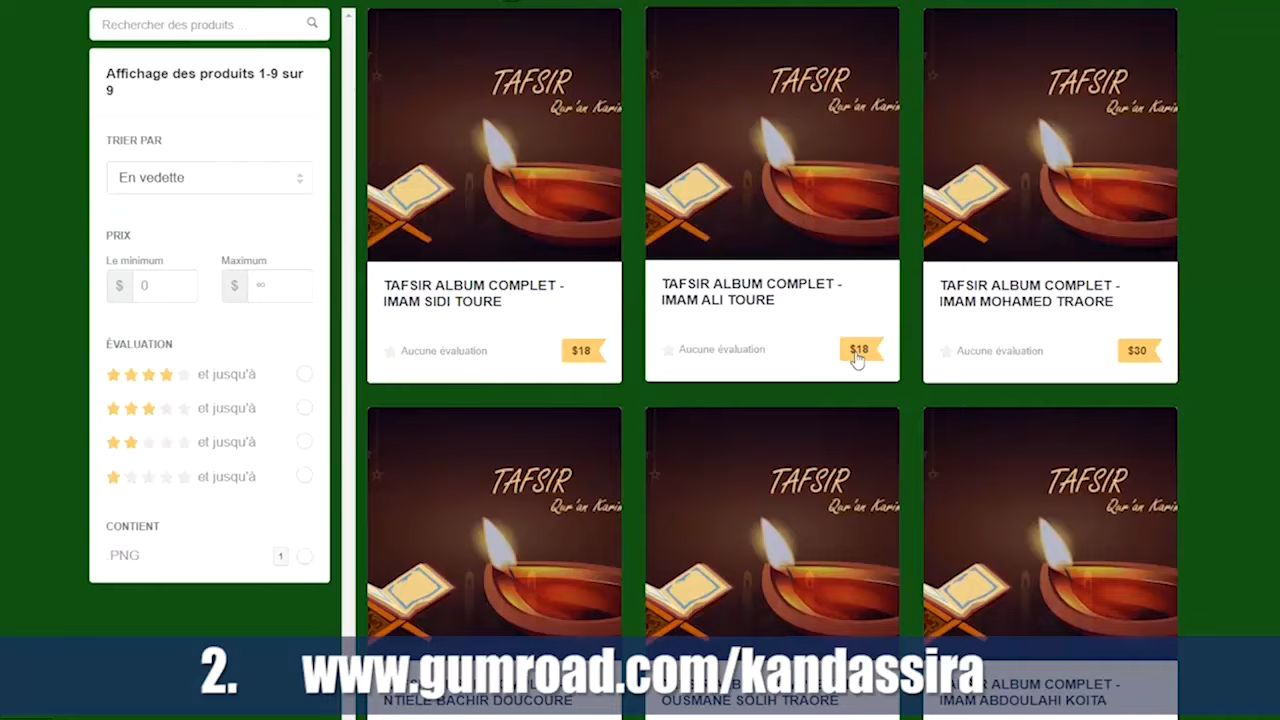 Rechercher des produits ...
Affichage des produits 1-9 sur
9
TRIER PAR
En vedette
PRIX
Le minimum
Maximum
$ 0
$ ∞
ÉVALUATION
et jusqu'à
et jusqu'à
et jusqu'à
et jusqu'à
CONTIENT
.PNG 1
TAFSIR
Qur'an Karim
TAFSIR ALBUM COMPLET -
IMAM SIDI TOURE
Aucune évaluation
$18
TAFSIR
Qur'an Karim
TAFSIR ALBUM COMPLET -
IMAM ALI TOURE
Aucune évaluation
$18
TAFSIR
Qur'an Karim
TAFSIR ALBUM COMPLET -
IMAM MOHAMED TRAORE
Aucune évaluation
$30
TAFSIR
Qur'an Karim
N'TIELE BACHIR DOUCOURE
TAFSIR
Qur'an Karim
OUSMANE SOLIH TRAORE
TAFSIR
Qur'an Karim
TAFSIR ALBUM COMPLET -
IMAM ABDOULAHI KOITA
2. www.gumroad.com/kandassira